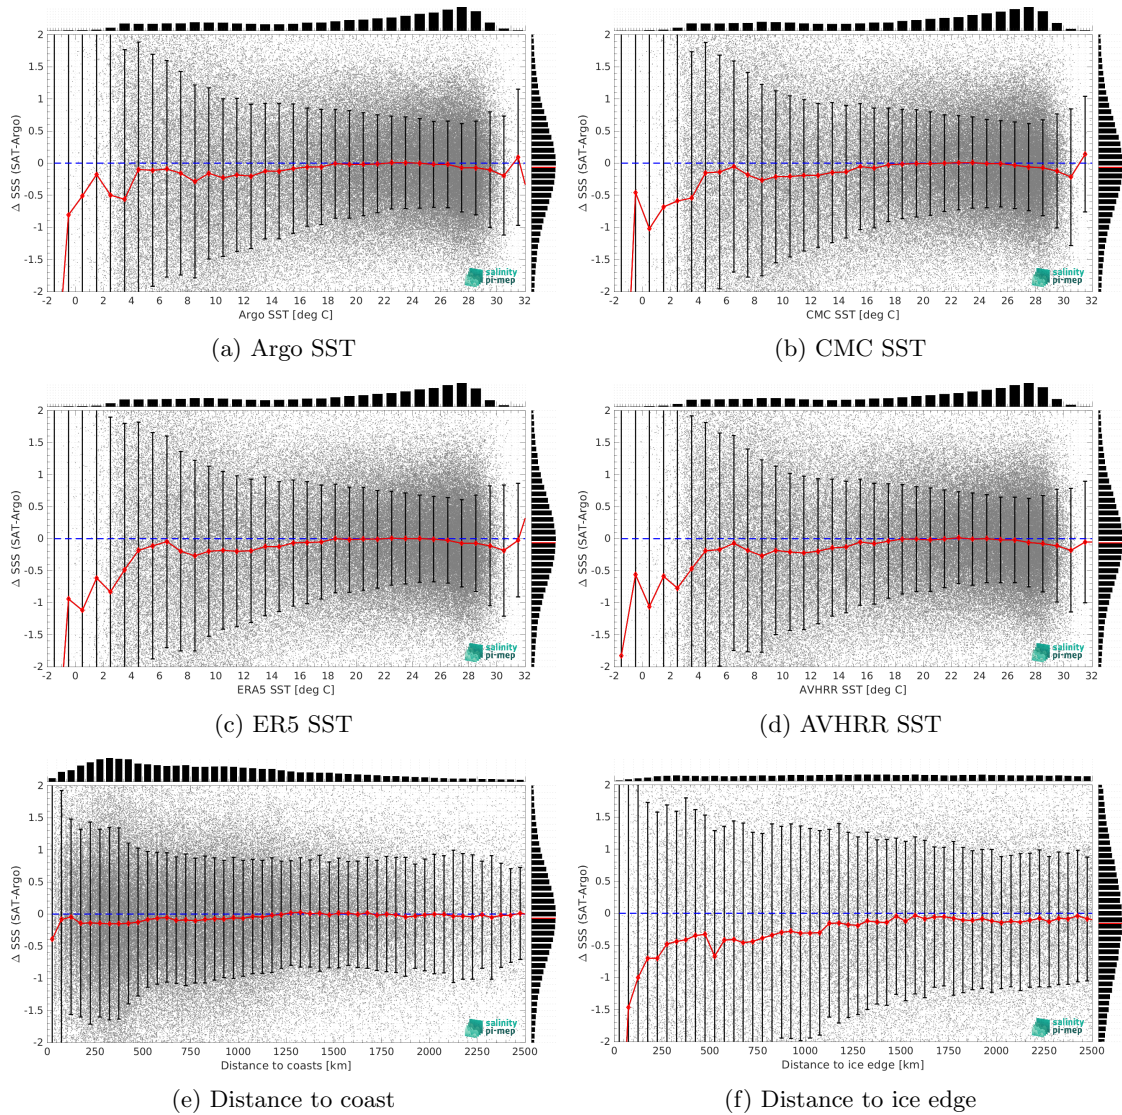 2
1.5
1
0.5
0
-0.5
-1
-1.5
-2
Δ SSS (SAT-Argo)
salinity
pi-mep
-2 0 2 4 6 8 10 12 14 16 18 20 22 24 26 28 30 32
Argo SST [deg C]
(a) Argo SST
2
1.5
1
0.5
0
-0.5
-1
-1.5
-2
Δ SSS (SAT-Argo)
salinity
pi-mep
-2 0 2 4 6 8 10 12 14 16 18 20 22 24 26 28 30 32
CMC SST [deg C]
(b) CMC SST
2
1.5
1
0.5
0
-0.5
-1
-1.5
-2
Δ SSS (SAT-Argo)
salinity
pi-mep
-2 0 2 4 6 8 10 12 14 16 18 20 22 24 26 28 30 32
ERA5 SST [deg C]
(c) ER5 SST
2
1.5
1
0.5
0
-0.5
-1
-1.5
-2
Δ SSS (SAT-Argo)
salinity
pi-mep
-2 0 2 4 6 8 10 12 14 16 18 20 22 24 26 28 30 32
AVHRR SST [deg C]
(d) AVHRR SST
2
1.5
1
0.5
0
-0.5
-1
-1.5
-2
Δ SSS (SAT-Argo)
salinity
pi-mep
0 250 500 750 1000 1250 1500 1750 2000 2250 2500
Distance to coasts [km]
(e) Distance to coast
2
1.5
1
0.5
0
-0.5
-1
-1.5
-2
Δ SSS (SAT-Argo)
salinity
pi-mep
0 250 500 750 1000 1250 1500 1750 2000 2250 2500
Distance to ice edge [km]
(f) Distance to ice edge